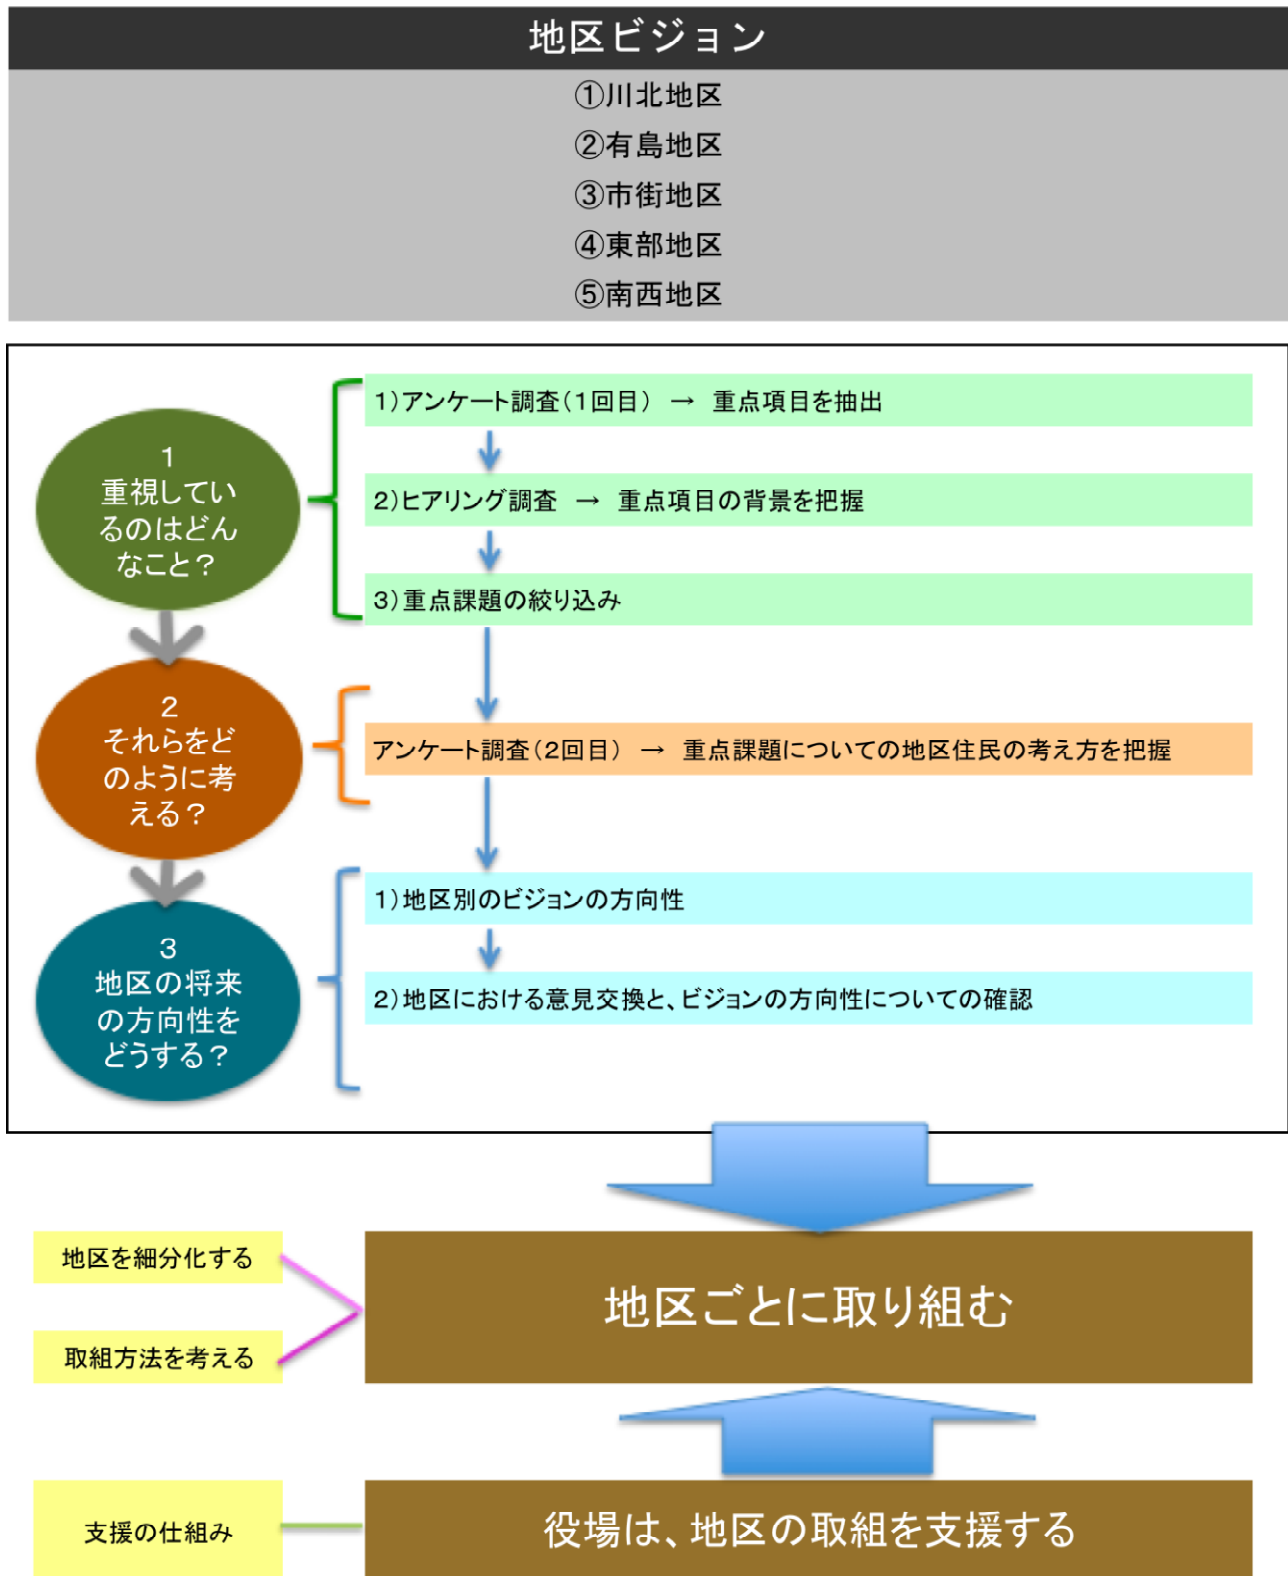 地区ビジョン
①川北地区
②有島地区
③市街地区
④東部地区
⑤南西地区
1
重視してい
るのはどん
なこと？
1）アンケート調査（1回目） → 重点項目を抽出
2）ヒアリング調査 → 重点項目の背景を把握
3）重点課題の絞り込み
2
それらをど
のように考
える？
アンケート調査（2回目） → 重点課題についての地区住民の考え方を把握
3
地区の将来
の方向性を
どうする？
1）地区別のビジョンの方向性
2）地区における意見交換と、ビジョンの方向性についての確認
地区を細分化する
取組方法を考える
地区ごとに取り組む
支援の仕組み
役場は、地区の取組を支援する